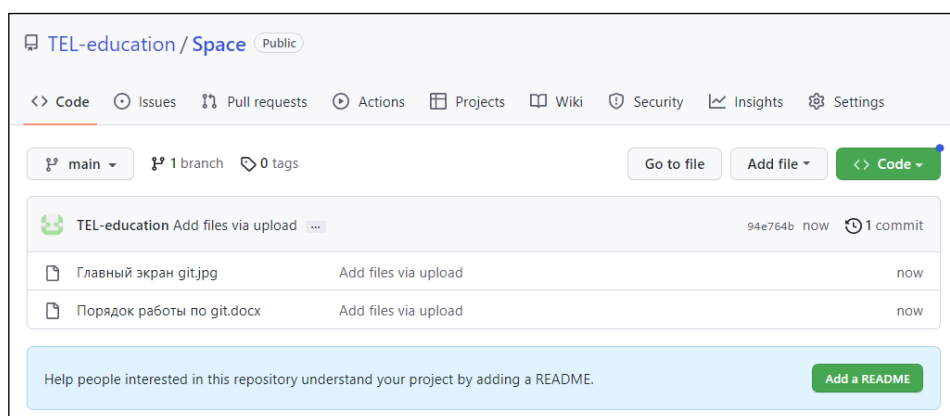 TEL-education / Space Public
Code Issues Pull requests Actions Projects Wiki Security Insights Settings
main 1 branch 0 tags Go to file Add file Code
TEL-education Add files via upload ... 94e764b now 1 commit
Главный экран git.jpg Add files via upload now
Порядок работы по git.docx Add files via upload now
Help people interested in this repository understand your project by adding a README. Add a README